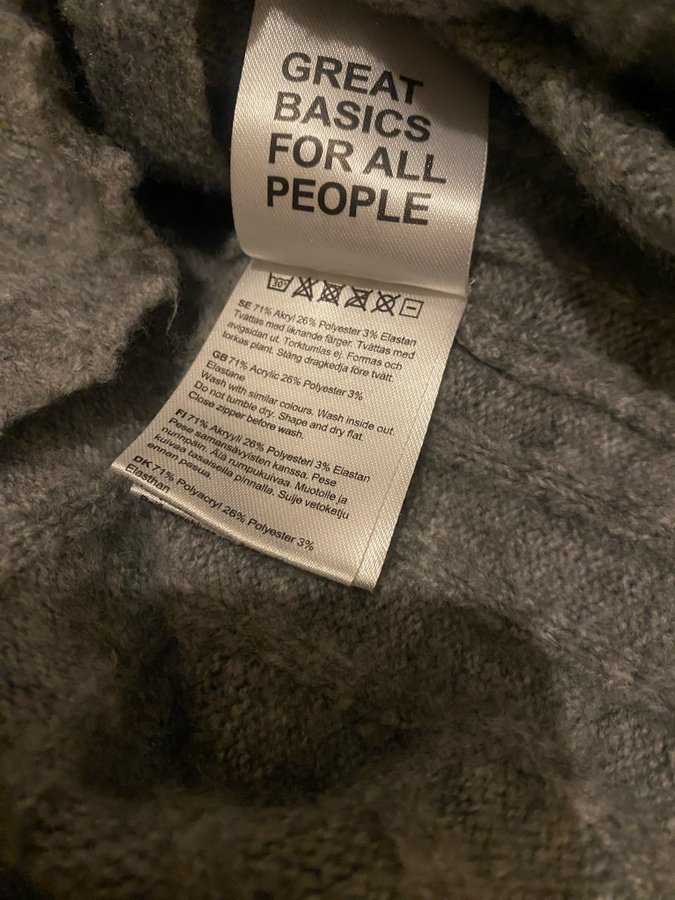 GREAT
BASICS
FOR ALL
PEOPLE
30°
SE 71% Akryl 26% Polyester 3% Elastan
Tvättas med liknande färger. Tvättas med
avigsidan ut. Torktumlas ej. Formas och
torkas plant. Stäng dragkedja före tvätt.
GB 71% Acrylic 26% Polyester 3%
Elastane
Wash with similar colours. Wash inside out.
Do not tumble dry. Shape and dry flat.
Close zipper before wash.
FI 71% Akryyli 26% Polyesteri 3% Elastan
Pese samansävyisten kanssa. Pese
nurinpäin. Älä rumpukuivaa. Muotoile ja
kuivaa tasaisella pinnalla. Sulje vetoketju
ennen pesua.
DK 71% Polyacryl 26% Polyester 3%
Elasthan